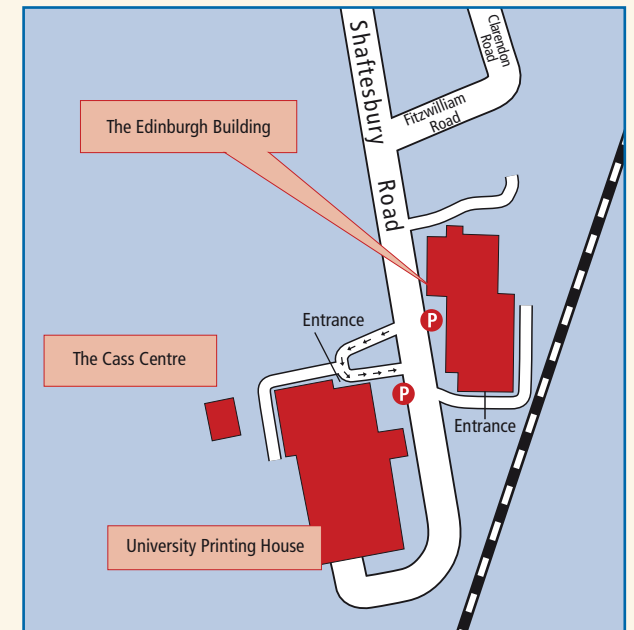 Clarendon
Road
Shaftesbury Road
Fitzwilliam
Road
The Edinburgh Building
P
Entrance
The Cass Centre
P
Entrance
University Printing House